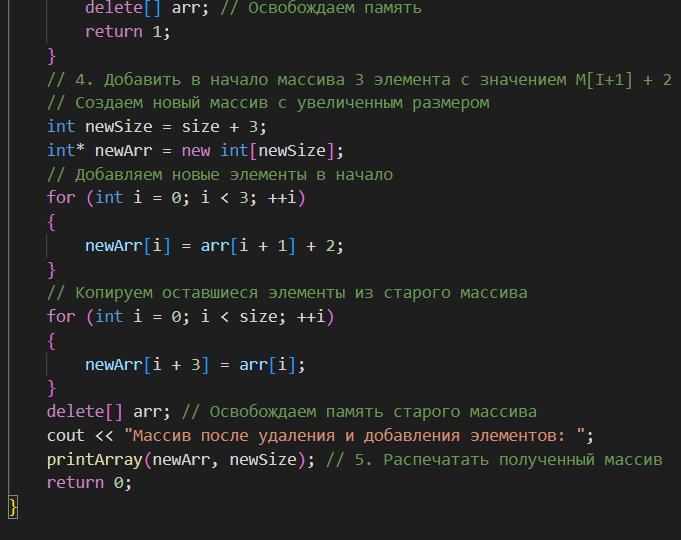 delete[] arr; // Освобождаем память
return 1;
}
// 4. Добавить в начало массива 3 элемента с значением M[I+1] + 2
// Создаем новый массив с увеличенным размером
int newSize = size + 3;
int* newArr = new int[newSize];
// Добавляем новые элементы в начало
for (int i = 0; i < 3; ++i)
{
newArr[i] = arr[i + 1] + 2;
}
// Копируем оставшиеся элементы из старого массива
for (int i = 0; i < size; ++i)
{
newArr[i + 3] = arr[i];
}
delete[] arr; // Освобождаем память старого массива
cout << "Массив после удаления и добавления элементов: ";
printArray(newArr, newSize); // 5. Распечатать полученный массив
return 0;
}